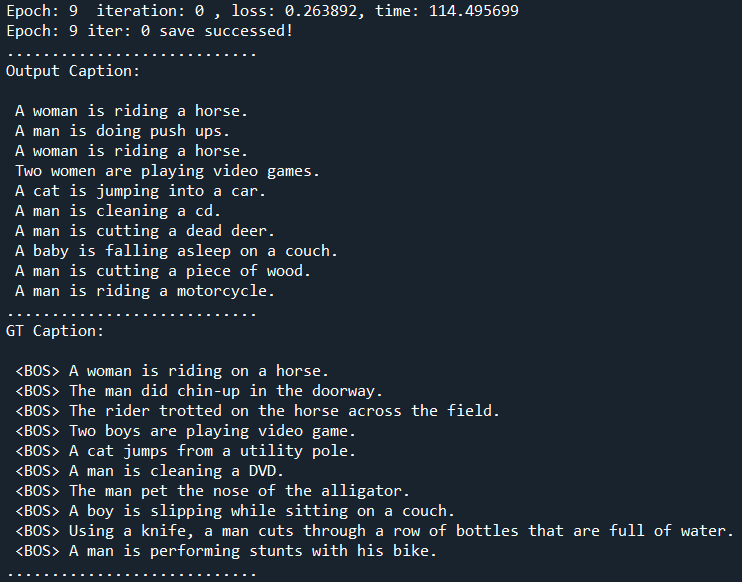 Epoch: 9  iteration: 0 , loss: 0.263892, time: 114.495699
Epoch: 9 iter: 0 save successed!
............................
Output Caption:
A woman is riding a horse.
A man is doing push ups.
A woman is riding a horse.
Two women are playing video games.
A cat is jumping into a car.
A man is cleaning a cd.
A man is cutting a dead deer.
A baby is falling asleep on a couch.
A man is cutting a piece of wood.
A man is riding a motorcycle.
............................
GT Caption:
<BOS> A woman is riding on a horse.
<BOS> The man did chin-up in the doorway.
<BOS> The rider trotted on the horse across the field.
<BOS> Two boys are playing video game.
<BOS> A cat jumps from a utility pole.
<BOS> A man is cleaning a DVD.
<BOS> The man pet the nose of the alligator.
<BOS> A boy is slipping while sitting on a couch.
<BOS> Using a knife, a man cuts through a row of bottles that are full of water.
<BOS> A man is performing stunts with his bike.
............................